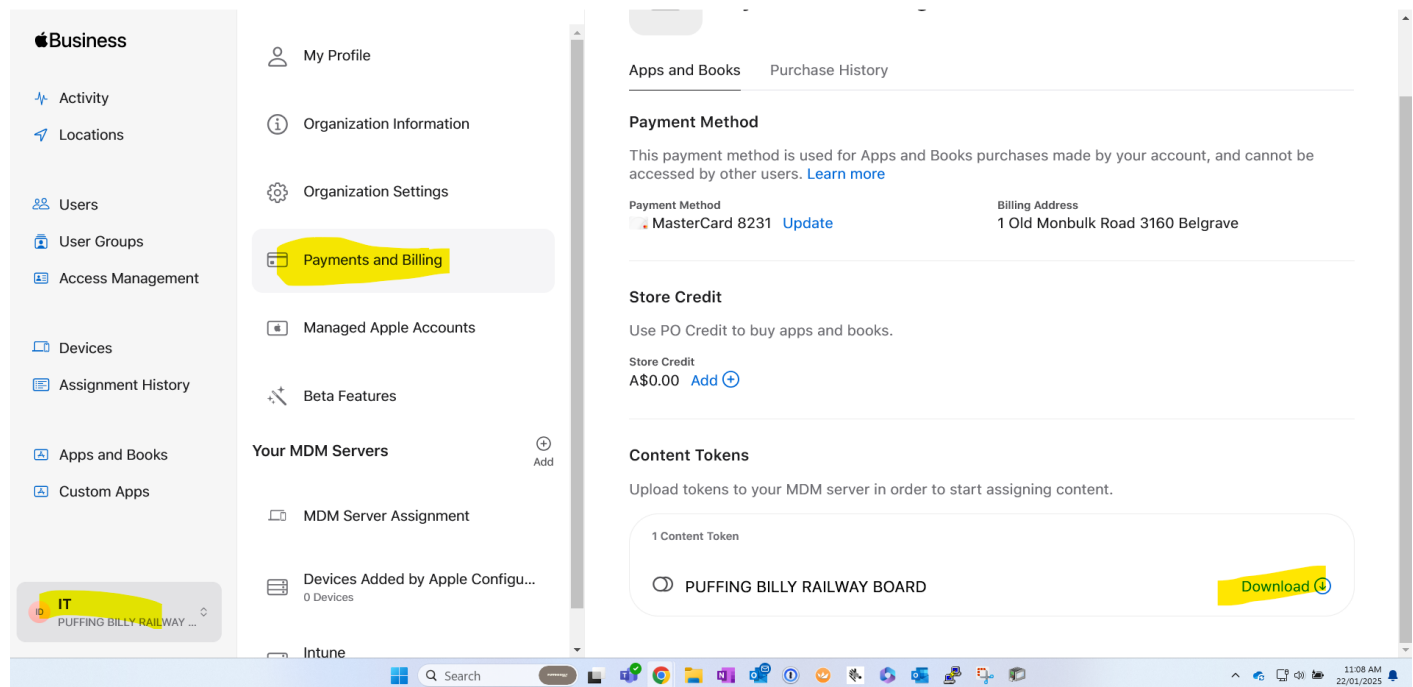 Business
Activity
Locations
Users
User Groups
Access Management
Devices
Assignment History
Apps and Books
Custom Apps
ID
IT
PUFFING BILLY RAILWAY ...
My Profile
Organization Information
Organization Settings
Payments and Billing
Managed Apple Accounts
Beta Features
Your MDM Servers
Add
MDM Server Assignment
Devices Added by Apple Configu...
0 Devices
Intune
Apps and Books
Purchase History
Payment Method
This payment method is used for Apps and Books purchases made by your account, and cannot be
accessed by other users. Learn more
Payment Method
MasterCard 8231 Update
Billing Address
1 Old Monbulk Road 3160 Belgrave
Store Credit
Use PO Credit to buy apps and books.
Store Credit
A$0.00 Add
Content Tokens
Upload tokens to your MDM server in order to start assigning content.
1 Content Token
PUFFING BILLY RAILWAY BOARD
Download
Search
11:08 AM
22/01/2025